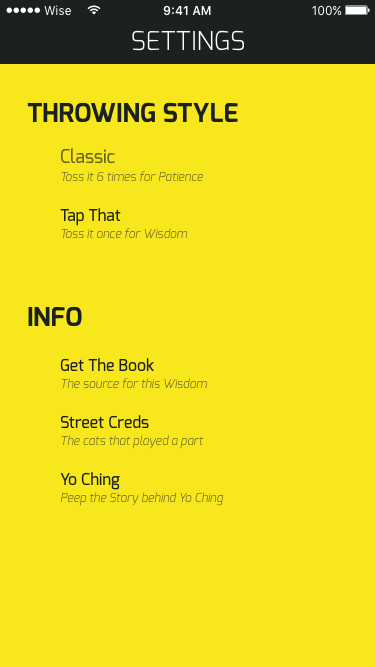 Wise 9:41 AM 100%
SETTINGS
THROWING STYLE
Classic
Toss it 6 times for Patience
Tap That
Toss it once for Wisdom
INFO
Get The Book
The source for this Wisdom
Street Creds
The cats that played a part
Yo Ching
Peep the Story behind Yo Ching